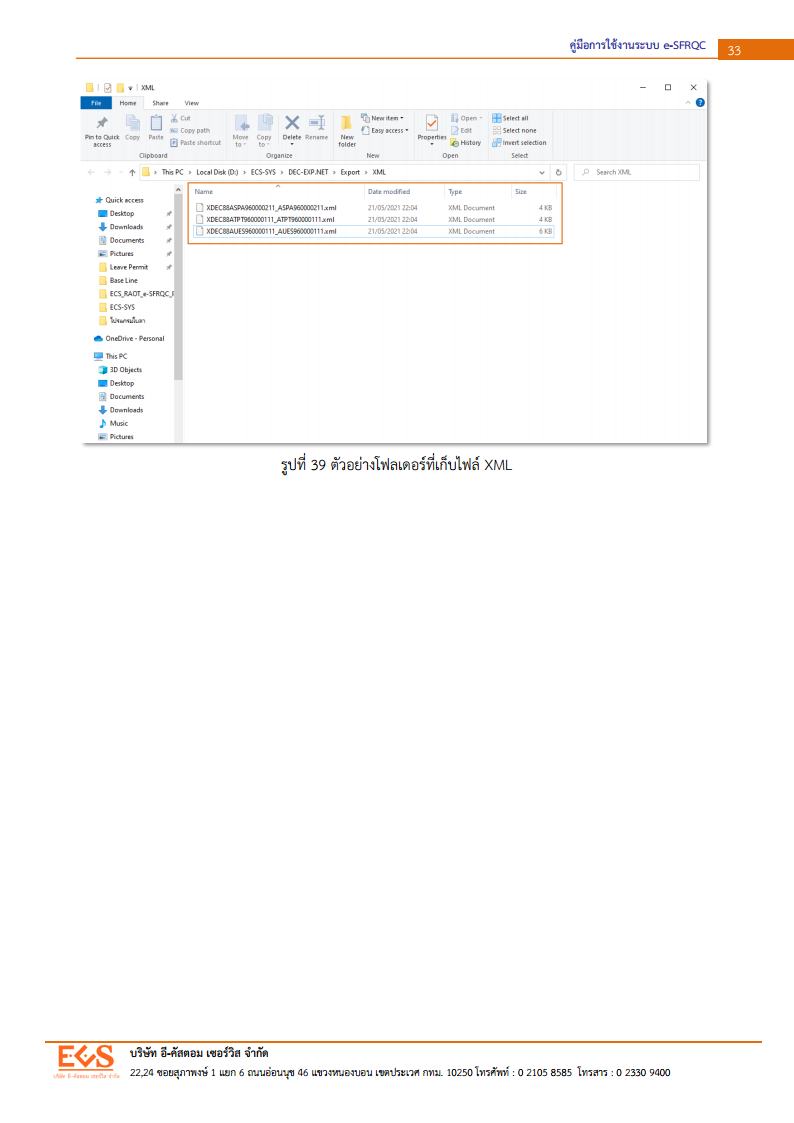 คู่มือการใช้งานระบบ e-SFRQC 33
XML
File Home Share View
Pin to Quick access
Copy
Paste
Cut
Copy path
Paste shortcut
Clipboard
Move to
Copy to
Delete
Rename
Organize
New folder
New item
Easy access
New
Properties
Open
Edit
History
Open
Select all
Select none
Invert selection
Select
This PC > Local Disk (D:) > ECS-SYS > DEC-EXP.NET > Export > XML
Search XML
Name Date modified Type Size
XDEC88ASPA960000211_ASPA960000211.xml 21/05/2021 22:04 XML Document 4 KB
XDEC88ATPT960000111_ATPT960000111.xml 21/05/2021 22:04 XML Document 4 KB
XDEC88AUES960000111_AUES960000111.xml 21/05/2021 22:04 XML Document 6 KB
Quick access
Desktop
Downloads
Documents
Pictures
Leave Permit
Base Line
ECS_RAOT_e-SFRQC_
ECS-SYS
โปรแกรมใบลา
OneDrive - Personal
This PC
3D Objects
Desktop
Documents
Downloads
Music
Pictures
รูปที่ 39 ตัวอย่างโฟลเดอร์ที่เก็บไฟล์ XML
ECS
บริษัท อี-คัสตอม เซอร์วิส จำกัด
บริษัท อี-คัสตอม เซอร์วิส จำกัด
22,24 ซอยสุภาพงษ์ 1 แยก 6 ถนนอ่อนนุช 46 แขวงหนองบอน เขตประเวศ กทม. 10250 โทรศัพท์ : 0 2105 8585 โทรสาร : 0 2330 9400